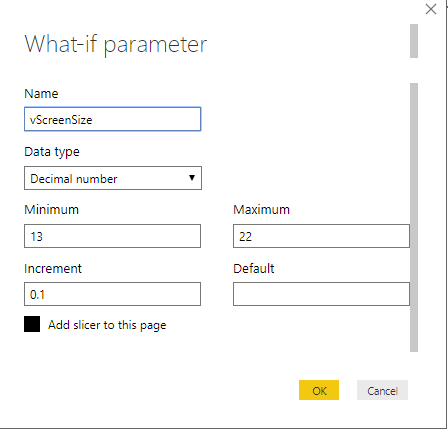 What-if parameter
Name
vScreenSize
Data type
Decimal number
Minimum
Maximum
13
22
Increment
Default
0.1
Add slicer to this page
OK
Cancel